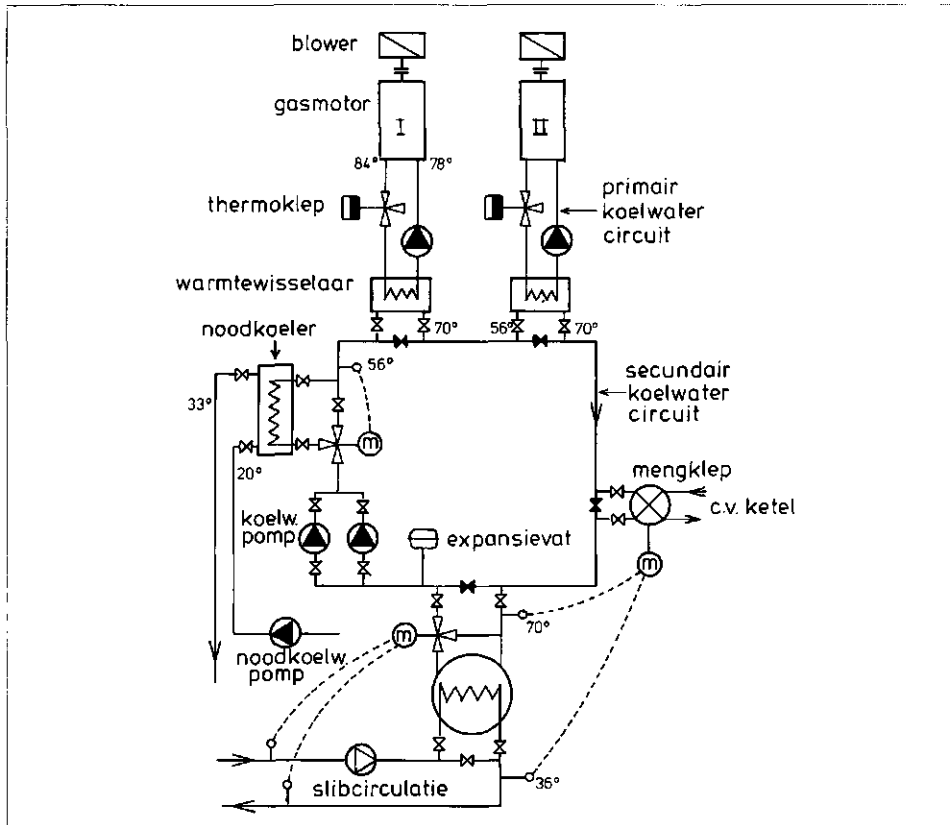 blower
gasmotor
I
II
84°
78°
thermoklep
primair
koelwater
circuit
warmtewisselaar
70°
56°
70°
noodkoeler
56°
secundair
koelwater
circuit
33°
m
20°
mengklep
c.v. ketel
koelw.
pomp
expansievat
m
70°
m
noodkoelw.
pomp
slibcirculatie
36°